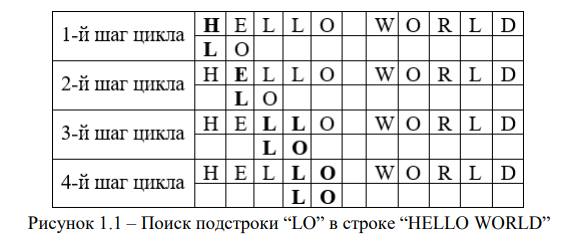 1-й шаг цикла H E L L O W O R L D
L O
2-й шаг цикла H E L L O W O R L D
L O
3-й шаг цикла H E L L O W O R L D
L O
4-й шаг цикла H E L L O W O R L D
L O
Рисунок 1.1 – Поиск подстроки “LO” в строке “HELLO WORLD”